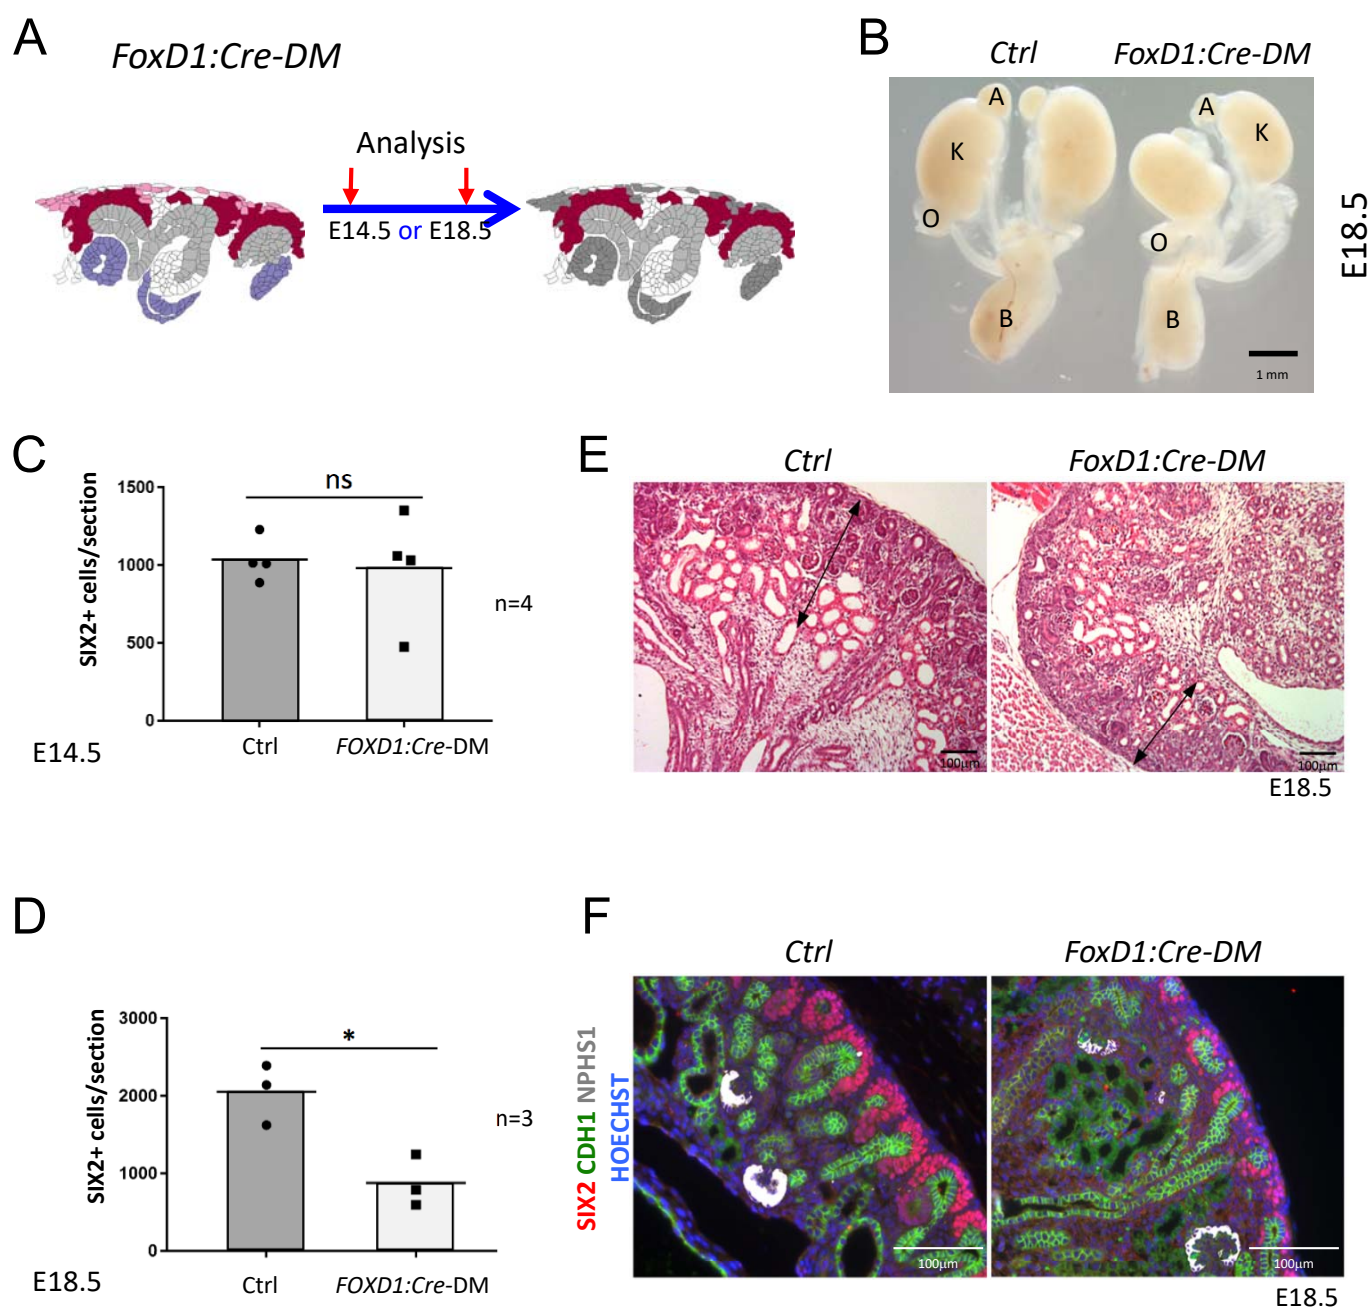 A
FoxD1:Cre-DM
Analysis
E14.5 or E18.5
B
Ctrl FoxD1:Cre-DM
A
K
O
B
A
K
O
B
1 mm
E18.5
C
SIX2+ cells/section
1500
1000
500
0
ns
n=4
Ctrl FOXD1:Cre-DM
E14.5
E
Ctrl FoxD1:Cre-DM
100μm
100μm
E18.5
D
SIX2+ cells/section
3000
2000
1000
0
*
n=3
Ctrl FOXD1:Cre-DM
E18.5
F
Ctrl FoxD1:Cre-DM
SIX2 CDH1 NPHS1
HOECHST
100μm
100μm
E18.5